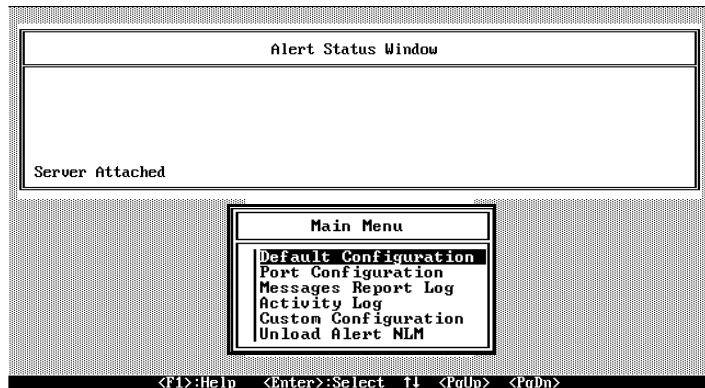 Alert Status Window
Server Attached
Main Menu
Default Configuration
Port Configuration
Messages Report Log
Activity Log
Custom Configuration
Unload Alert NLM
<F1>:Help <Enter>:Select ↑↓ <PgUp> <PgDn>